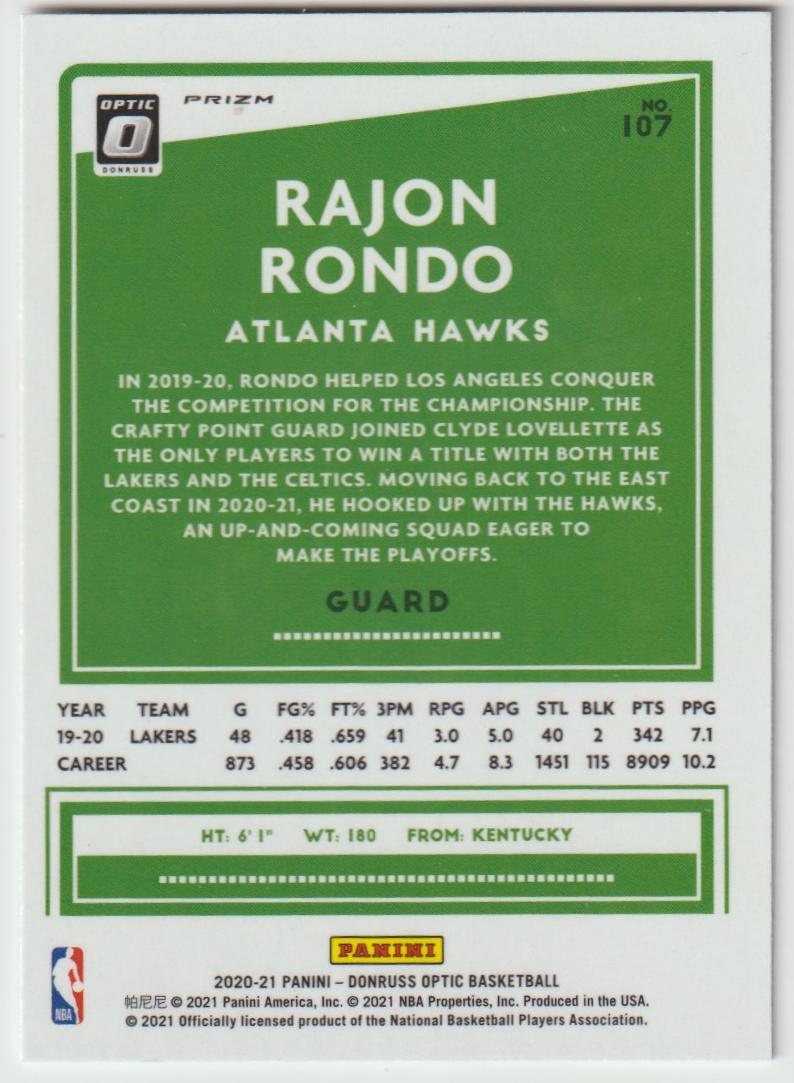 OPTIC
O
DONRUSS
PRIZM
NO.
107
RAJON
RONDO
ATLANTA HAWKS
IN 2019-20, RONDO HELPED LOS ANGELES CONQUER
THE COMPETITION FOR THE CHAMPIONSHIP. THE
CRAFTY POINT GUARD JOINED CLYDE LOVELLETTE AS
THE ONLY PLAYERS TO WIN A TITLE WITH BOTH THE
LAKERS AND THE CELTICS. MOVING BACK TO THE EAST
COAST IN 2020-21, HE HOOKED UP WITH THE HAWKS,
AN UP-AND-COMING SQUAD EAGER TO
MAKE THE PLAYOFFS.
GUARD
YEAR TEAM G FG% FT% 3PM RPG APG STL BLK PTS PPG
19-20 LAKERS 48 .418 .659 41 3.0 5.0 40 2 342 7.1
CAREER 873 .458 .606 382 4.7 8.3 1451 115 8909 10.2
HT: 6' 1" WT: 180 FROM: KENTUCKY
PANINI
NBA
2020-21 PANINI – DONRUSS OPTIC BASKETBALL
帕尼尼 © 2021 Panini America, Inc. © 2021 NBA Properties, Inc. Produced in the USA.
© 2021 Officially licensed product of the National Basketball Players Association.